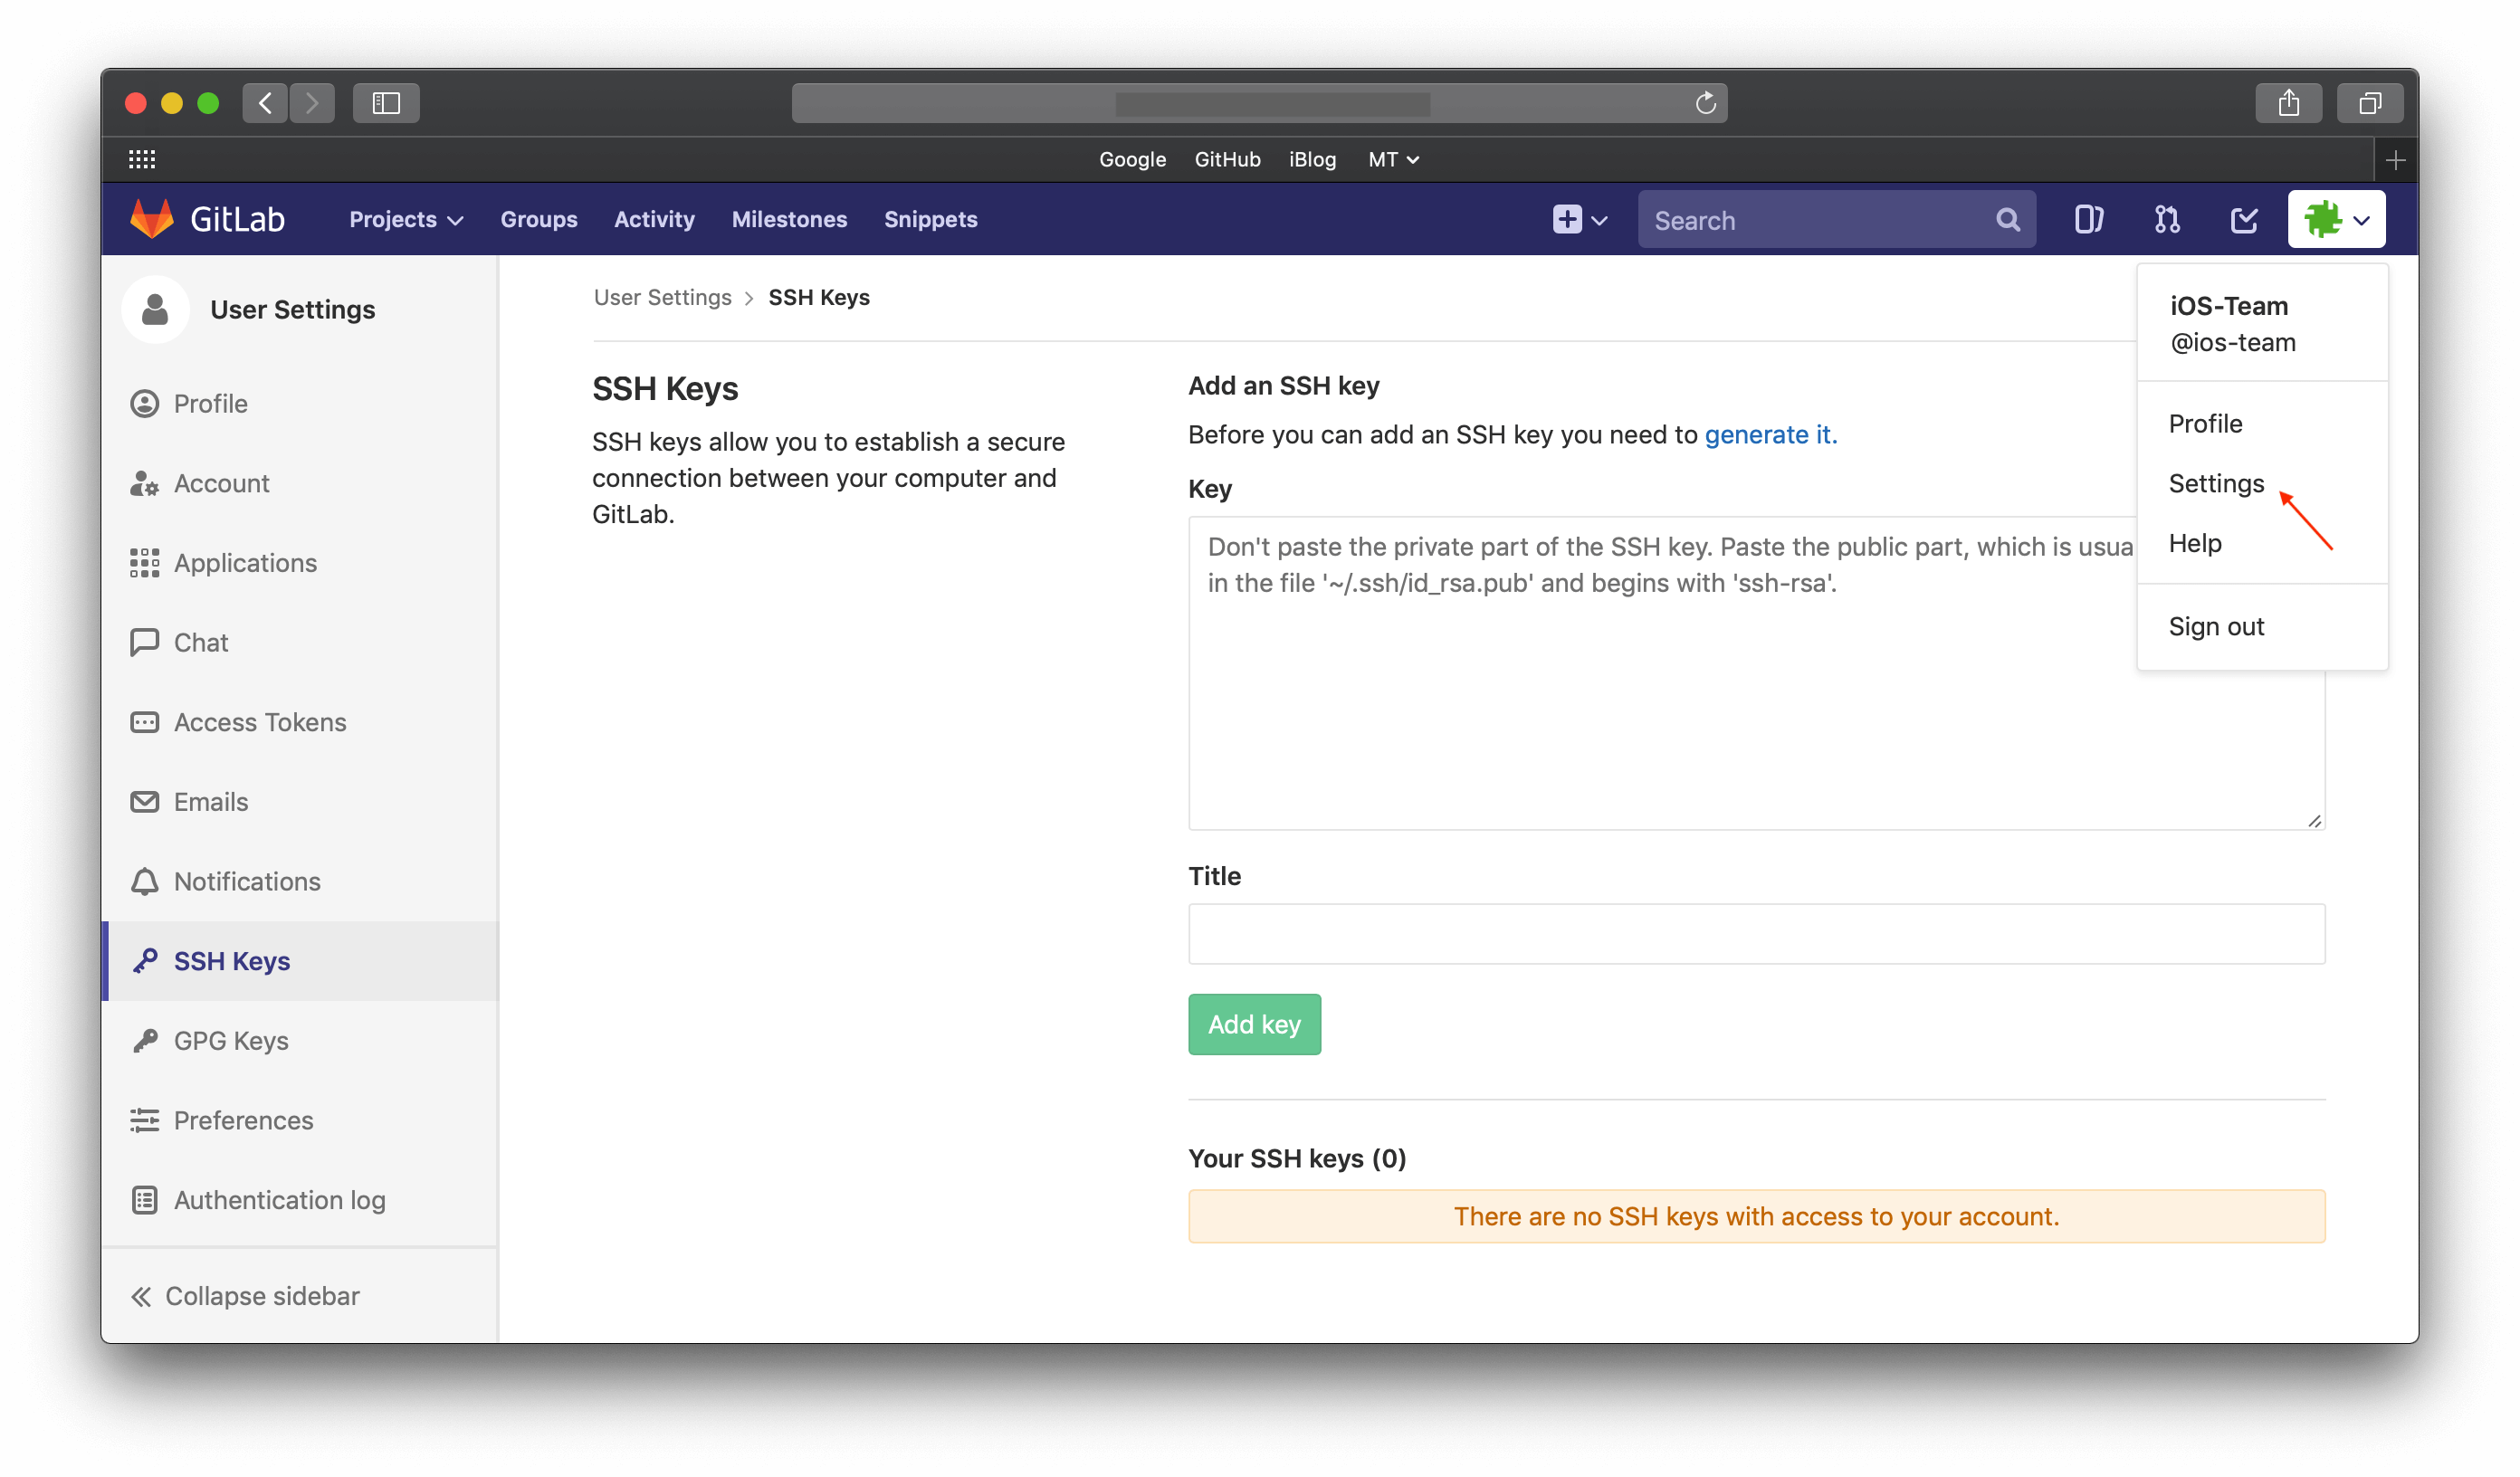 Google GitHub iBlog MT
GitLab Projects Groups Activity Milestones Snippets Search
User Settings
Profile
Account
Applications
Chat
Access Tokens
Emails
Notifications
SSH Keys
GPG Keys
Preferences
Authentication log
Collapse sidebar
User Settings > SSH Keys
SSH Keys
SSH keys allow you to establish a secure
connection between your computer and
GitLab.
Add an SSH key
Before you can add an SSH key you need to generate it.
Key
Don't paste the private part of the SSH key. Paste the public part, which is usua
in the file '~/.ssh/id_rsa.pub' and begins with 'ssh-rsa'.
Title
Add key
Your SSH keys (0)
There are no SSH keys with access to your account.
iOS-Team
@ios-team
Profile
Settings
Help
Sign out